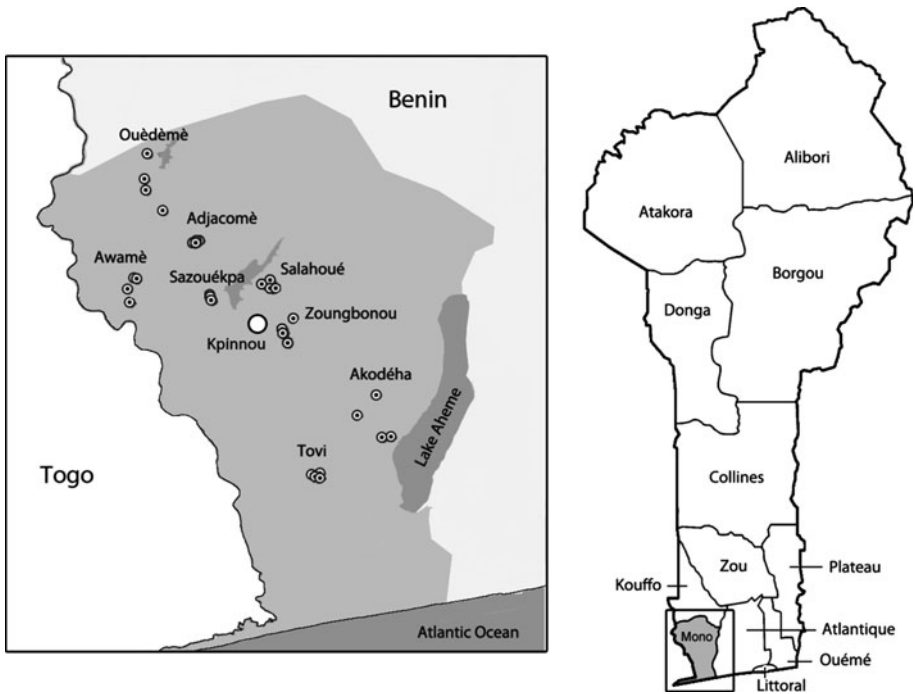 Benin
Ouèdèmè
Adjacomè
Awamè
Sazouékpa
Salahoué
Zoungbonou
Kpinnou
Akodéha
Lake Aheme
Tovi
Togo
Atlantic Ocean
Alibori
Atakora
Borgou
Donga
Collines
Zou
Plateau
Kouffo
Mono
Atlantique
Ouémé
Littoral